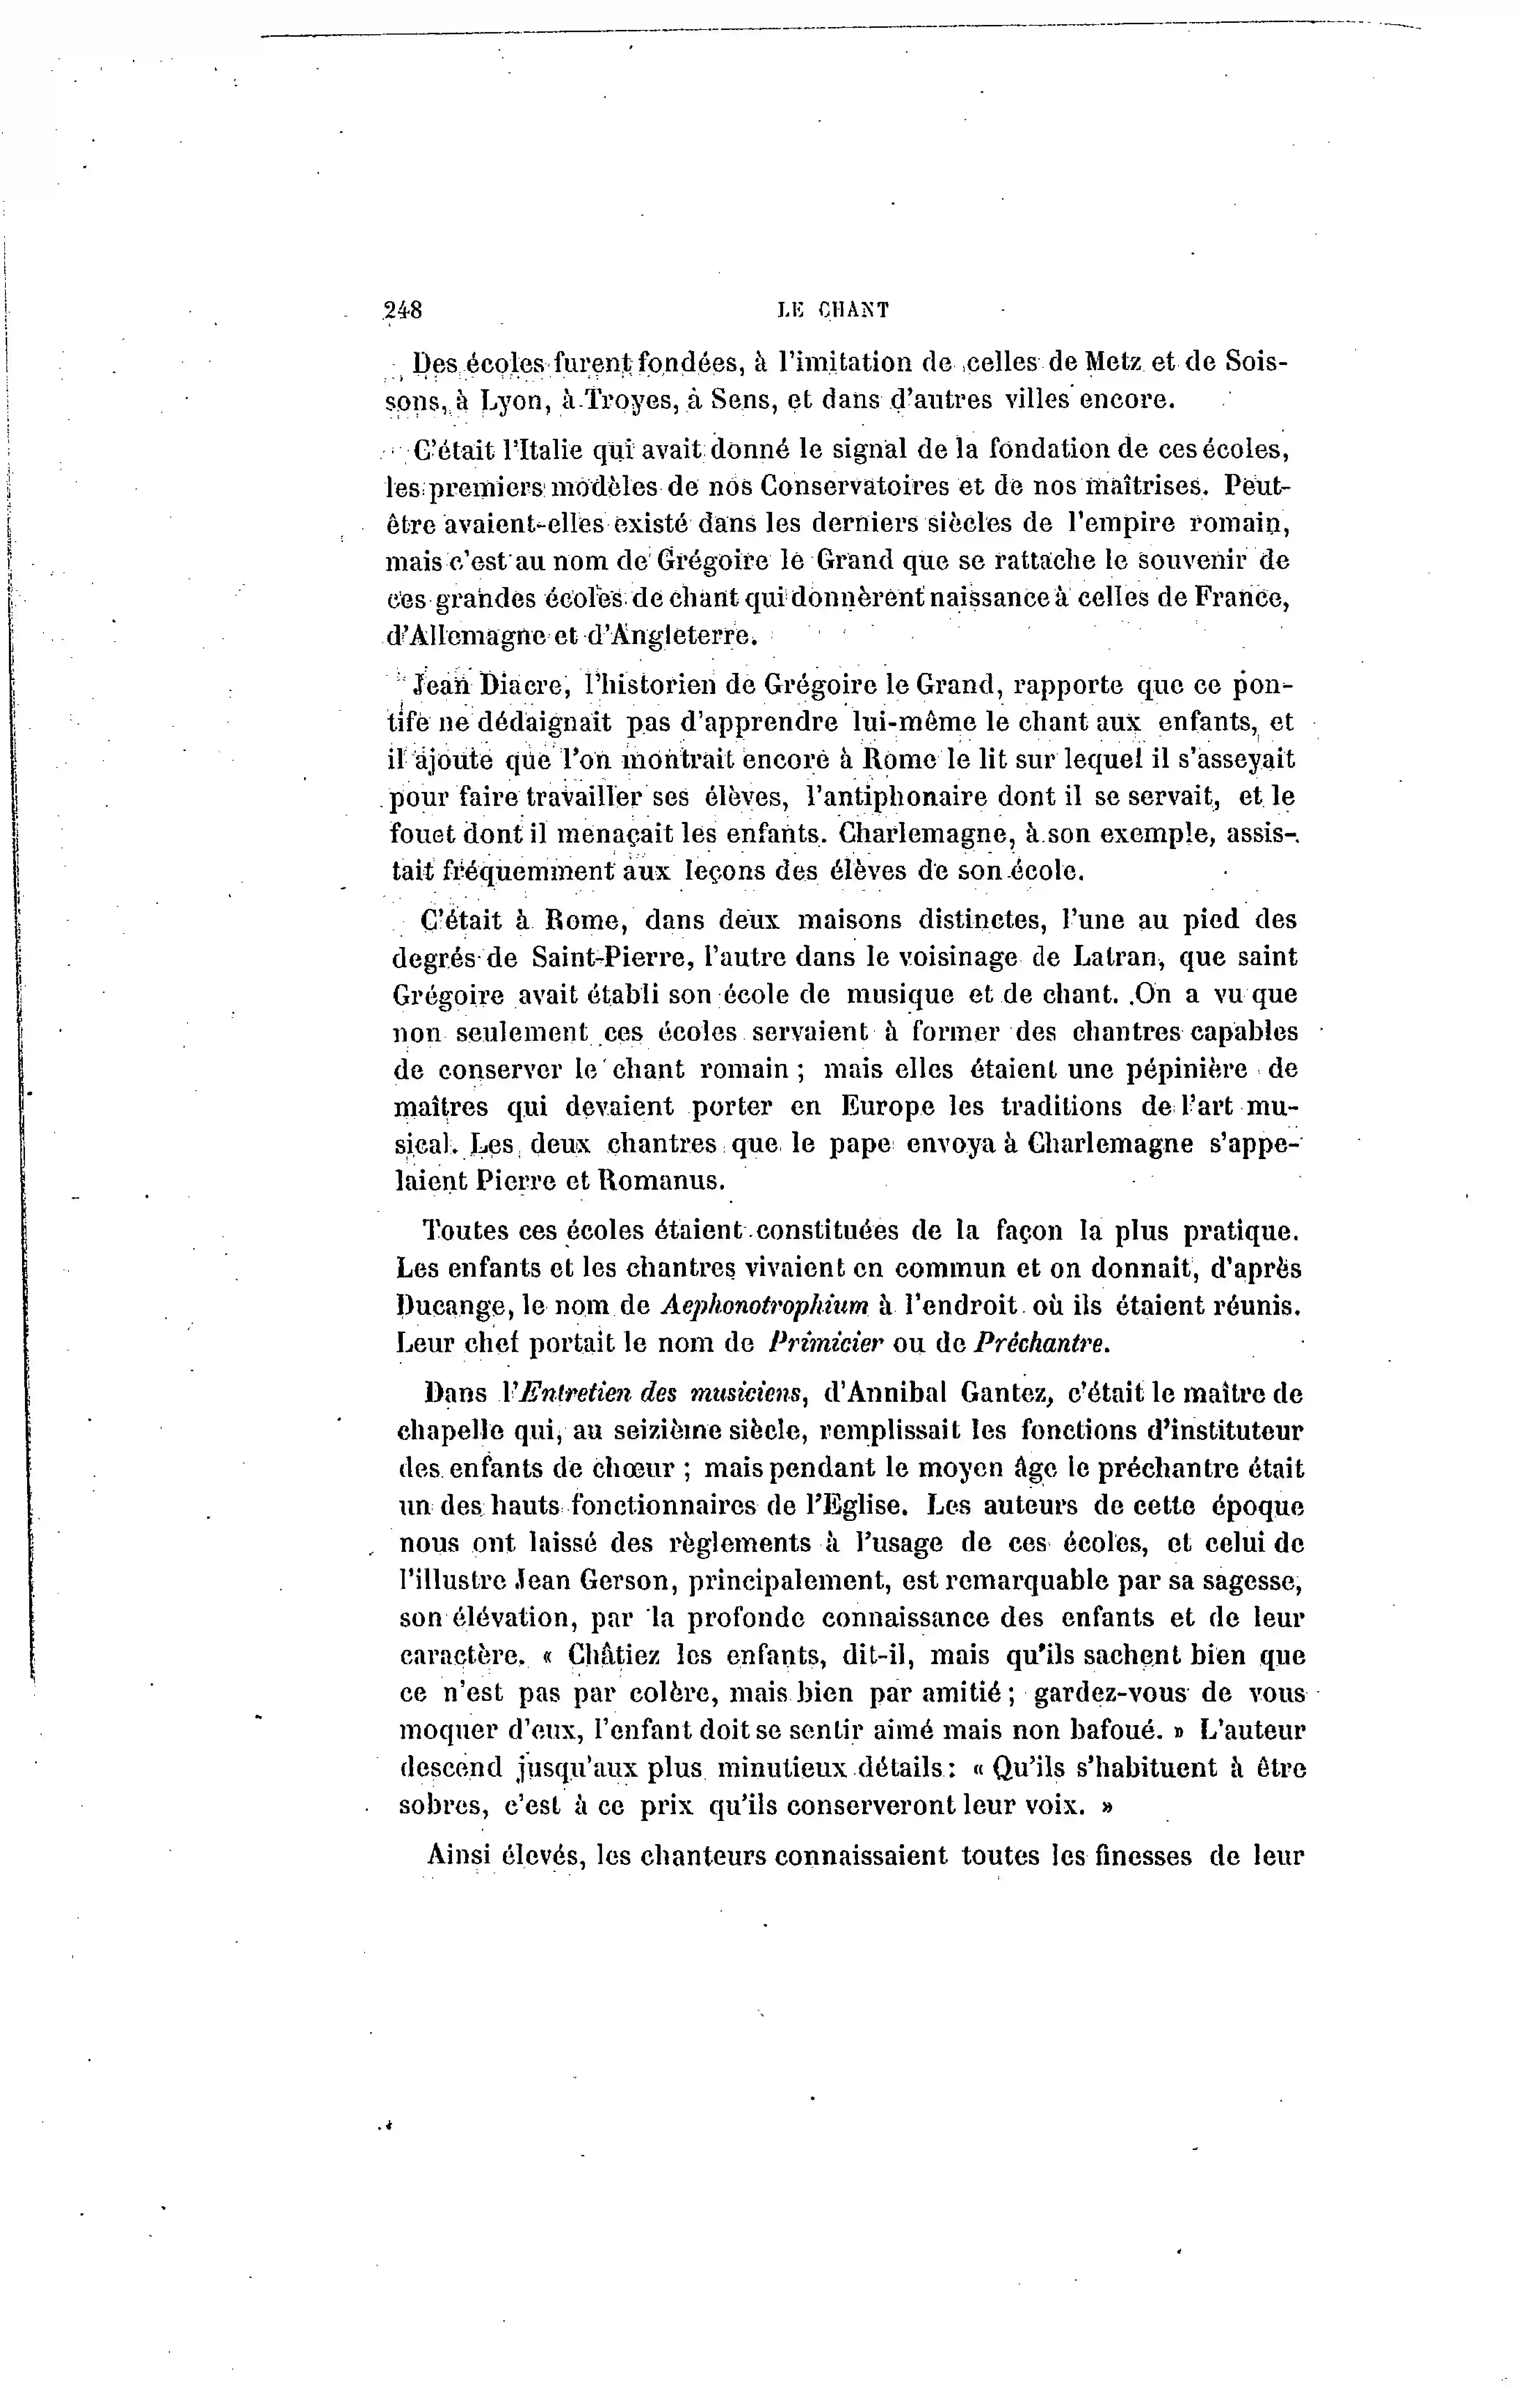 248 LE CHANT
Des écoles furent fondées, à l'imitation de celles de Metz et de Sois-
sons, à Lyon, à Troyes, à Sens, et dans d'autres villes encore.
C'était l'Italie qui avait donné le signal de la fondation de ces écoles,
les premiers modèles de nos Conservatoires et de nos maîtrises. Peut-
être avaient-elles existé dans les derniers siècles de l'empire romain,
mais c'est au nom de Grégoire le Grand que se rattache le souvenir de
ces grandes écoles de chant qui donnèrent naissance à celles de France,
d'Allemagne et d'Angleterre.
Jean Diacre, l'historien de Grégoire le Grand, rapporte que ce pon-
tife ne dédaignait pas d'apprendre lui-même le chant aux enfants, et
il ajoute que l'on montrait encore à Rome le lit sur lequel il s'asseyait
pour faire travailler ses élèves, l'antiphonaire dont il se servait, et le
fouet dont il menaçait les enfants. Charlemagne, à son exemple, assis-
tait fréquemment aux leçons des élèves de son école.
C'était à Rome, dans deux maisons distinctes, l'une au pied des
degrés de Saint-Pierre, l'autre dans le voisinage de Latran, que saint
Grégoire avait établi son école de musique et de chant. On a vu que
non seulement ces écoles servaient à former des chantres capables
de conserver le chant romain ; mais elles étaient une pépinière de
maîtres qui devaient porter en Europe les traditions de l'art mu-
sical. Les deux chantres que le pape envoya à Charlemagne s'appe-
laient Pierre et Romanus.
Toutes ces écoles étaient constituées de la façon la plus pratique.
Les enfants et les chantres vivaient en commun et on donnait, d'après
Ducange, le nom de Aephonotrophium à l'endroit où ils étaient réunis.
Leur chef portait le nom de Primicier ou de Préchantre.
Dans l'Entretien des musiciens, d'Annibal Gantez, c'était le maître de
chapelle qui, au seizième siècle, remplissait les fonctions d'instituteur
des enfants de chœur ; mais pendant le moyen âge le préchantre était
un des hauts fonctionnaires de l'Eglise. Les auteurs de cette époque
nous ont laissé des règlements à l'usage de ces écoles, et celui de
l'illustre Jean Gerson, principalement, est remarquable par sa sagesse,
son élévation, par la profonde connaissance des enfants et de leur
caractère. « Châtiez les enfants, dit-il, mais qu'ils sachent bien que
ce n'est pas par colère, mais bien par amitié ; gardez-vous de vous
moquer d'eux, l'enfant doit se sentir aimé mais non bafoué. » L'auteur
descend jusqu'aux plus minutieux détails : « Qu'ils s'habituent à être
sobres, c'est à ce prix qu'ils conserveront leur voix. »
Ainsi élevés, les chanteurs connaissaient toutes les finesses de leur